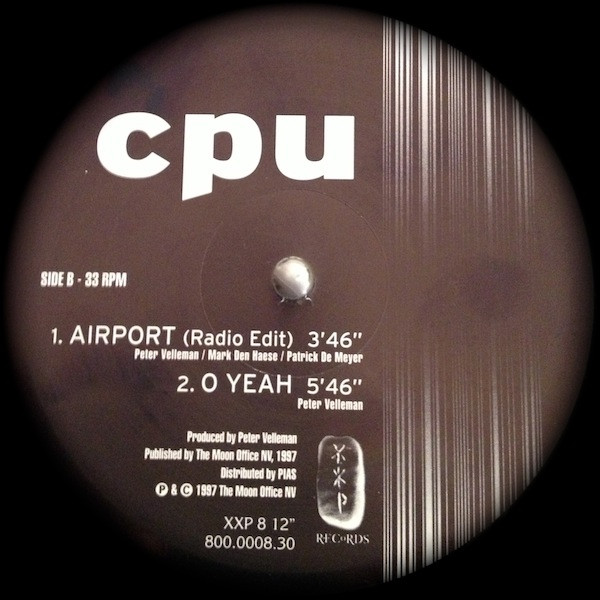 cpu
SIDE B - 33 RPM
1. AIRPORT (Radio Edit) 3'46"
Peter Velleman / Mark Den Haese / Patrick De Meyer
2. O YEAH 5'46"
Peter Velleman
Produced by Peter Velleman
Published by The Moon Office NV, 1997
Distributed by PIAS
Ⓟ & © 1997 The Moon Office NV
XXP
RECORDS
XXP 8 12"
800.0008.30